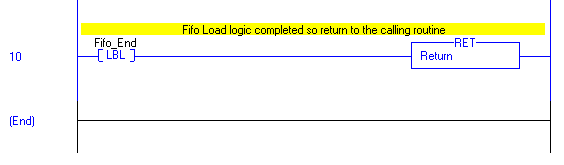 Fifo Load logic completed so return to the calling routine
Fifo_End
RET
10
LBL
Return
(End)